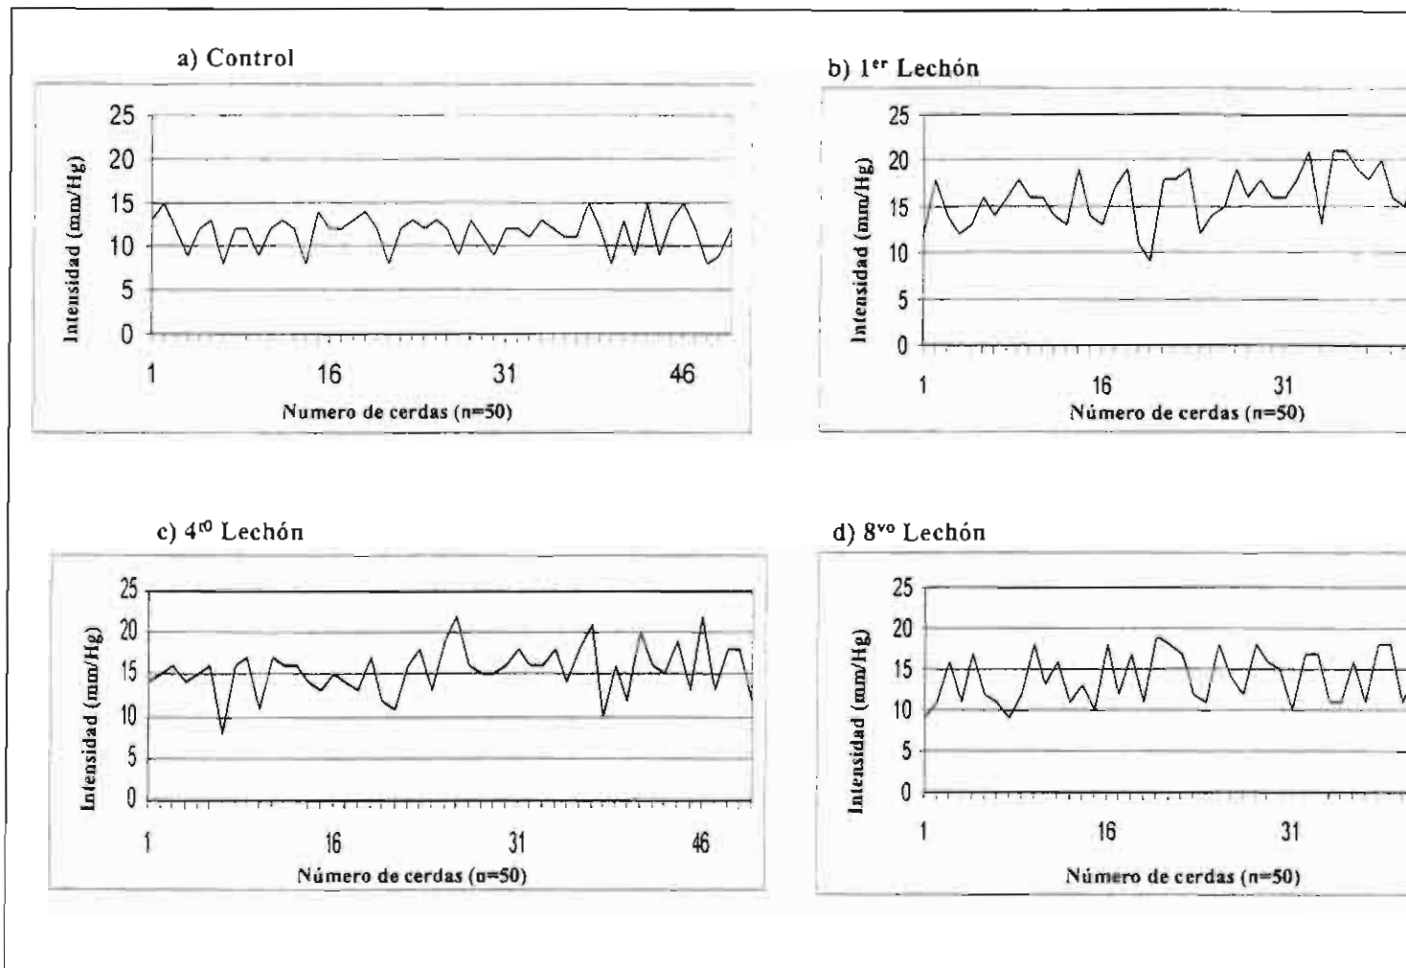 a) Control
25
20
15
10
5
0
Intensidad (mm/Hg)
1 16 31 46
Numero de cerdas (n=50)
b) 1er Lechón
25
20
15
10
5
0
Intensidad (mm/Hg)
1 16 31
Número de cerdas (n=50)
c) 4to Lechón
25
20
15
10
5
0
Intensidad (mm/Hg)
1 16 31 46
Número de cerdas (n=50)
d) 8vo Lechón
25
20
15
10
5
0
Intensidad (mm/Hg)
1 16 31
Número de cerdas (n=50)